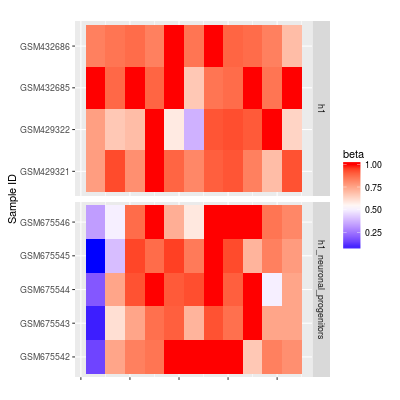 GSM432686
GSM432685
GSM429322
GSM429321
h1
GSM675546
GSM675545
GSM675544
GSM675543
GSM675542
h1_neuronal_progenitors
Sample ID
beta
1.00
0.75
0.50
0.25